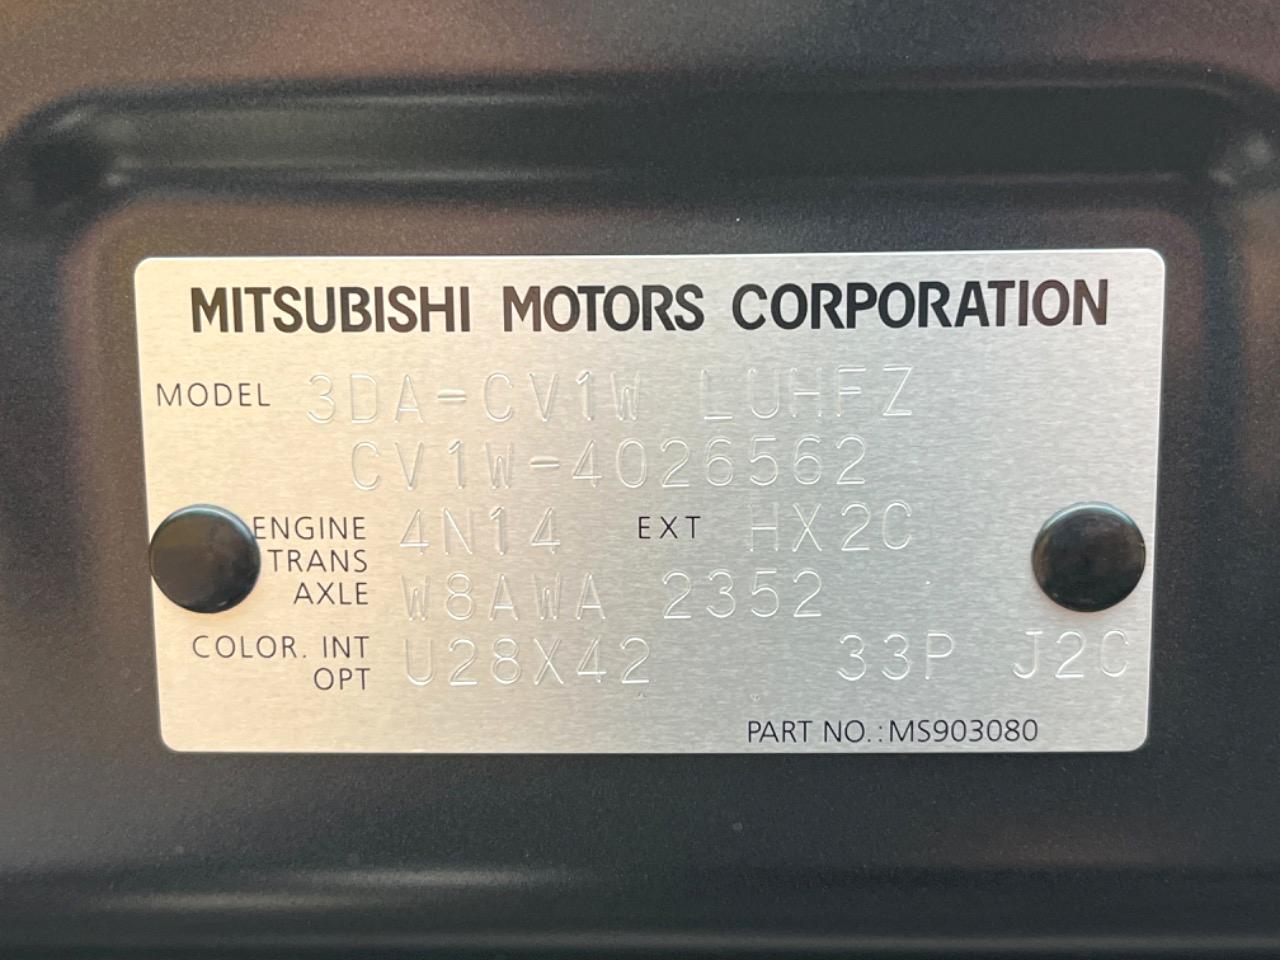 MITSUBISHI MOTORS CORPORATION
MODEL 3DA-CV1W LUHFZ
CV1W-4026562
ENGINE 4N14 EXT HX2C
TRANS
AXLE W8AWA 2352
COLOR. INT U28X42 33P J2C
OPT
PART NO.:MS903080